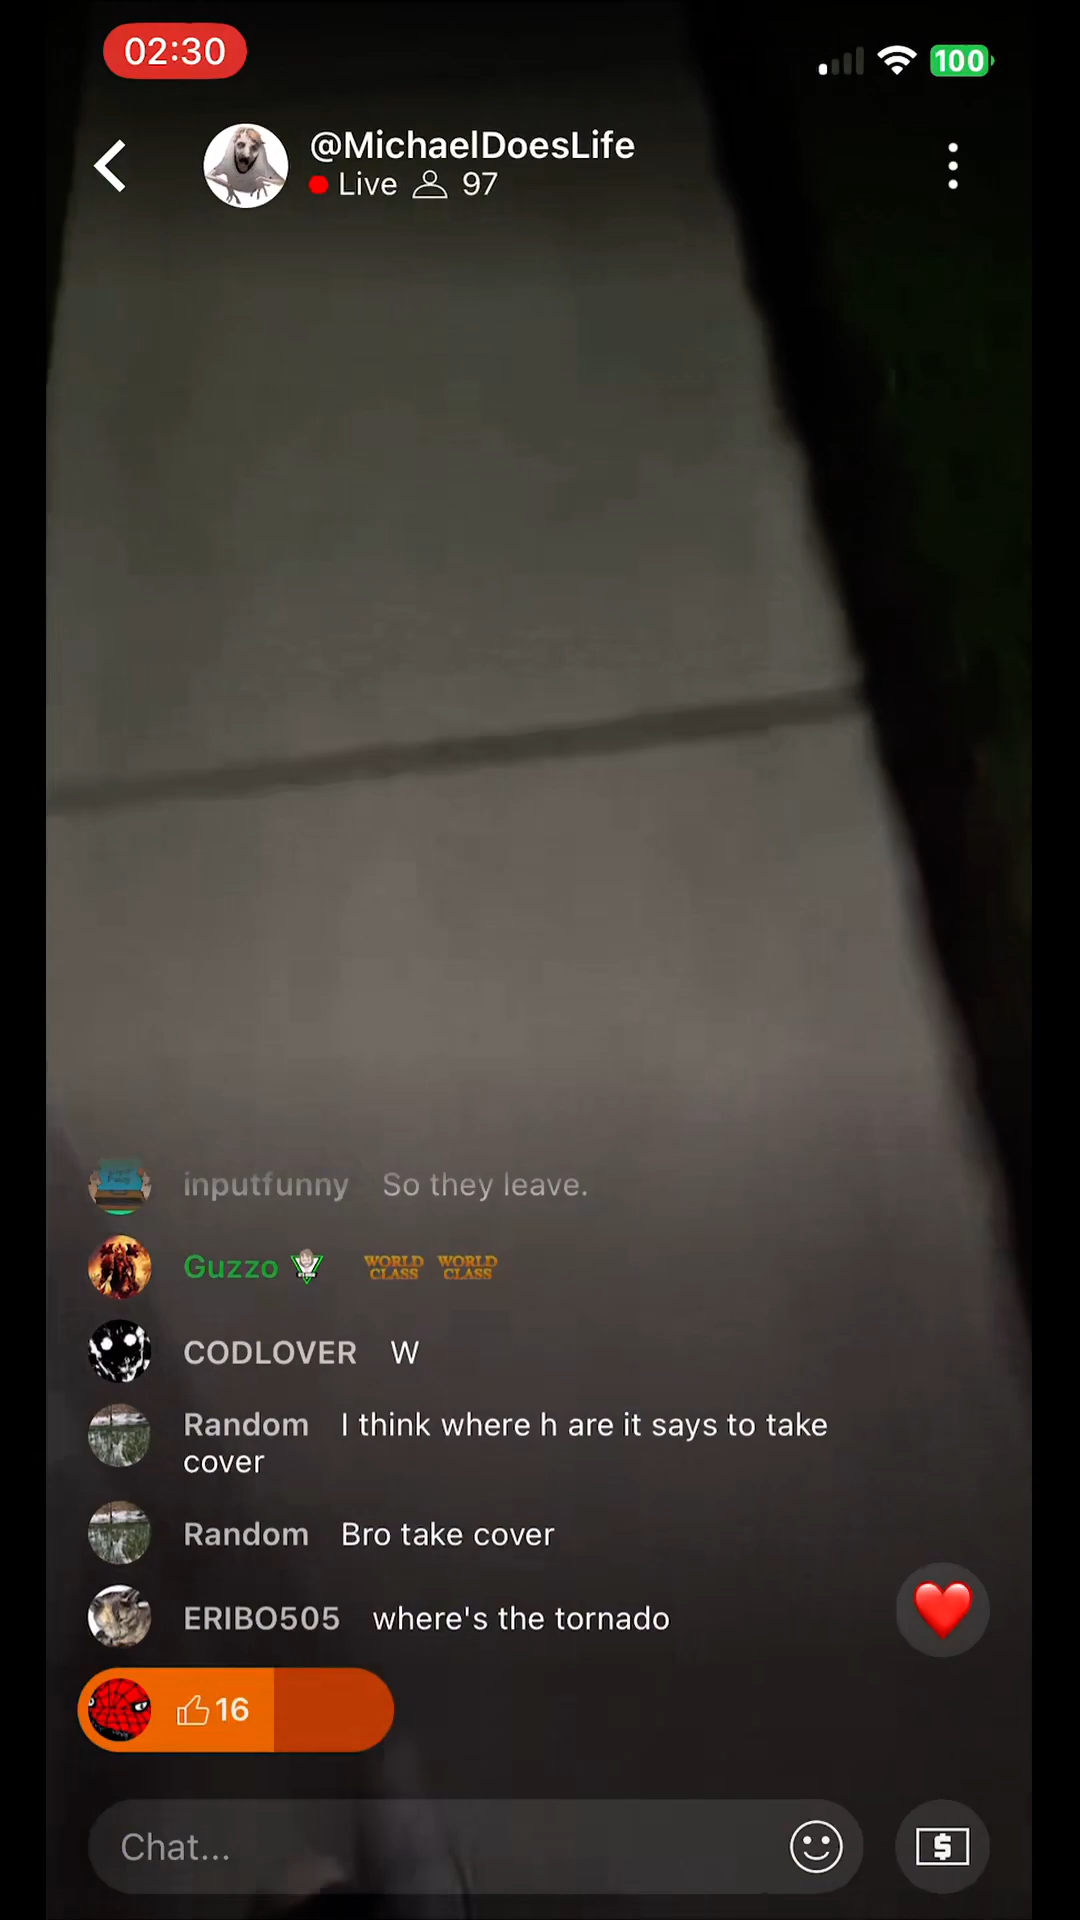 02:30
100
@MichaelDoesLife
Live 97
inputfunny So they leave.
Guzzo WORLD CLASS WORLD CLASS
CODLOVER W
Random I think where h are it says to take
cover
Random Bro take cover
ERIBO505 where's the tornado
16
Chat...
$